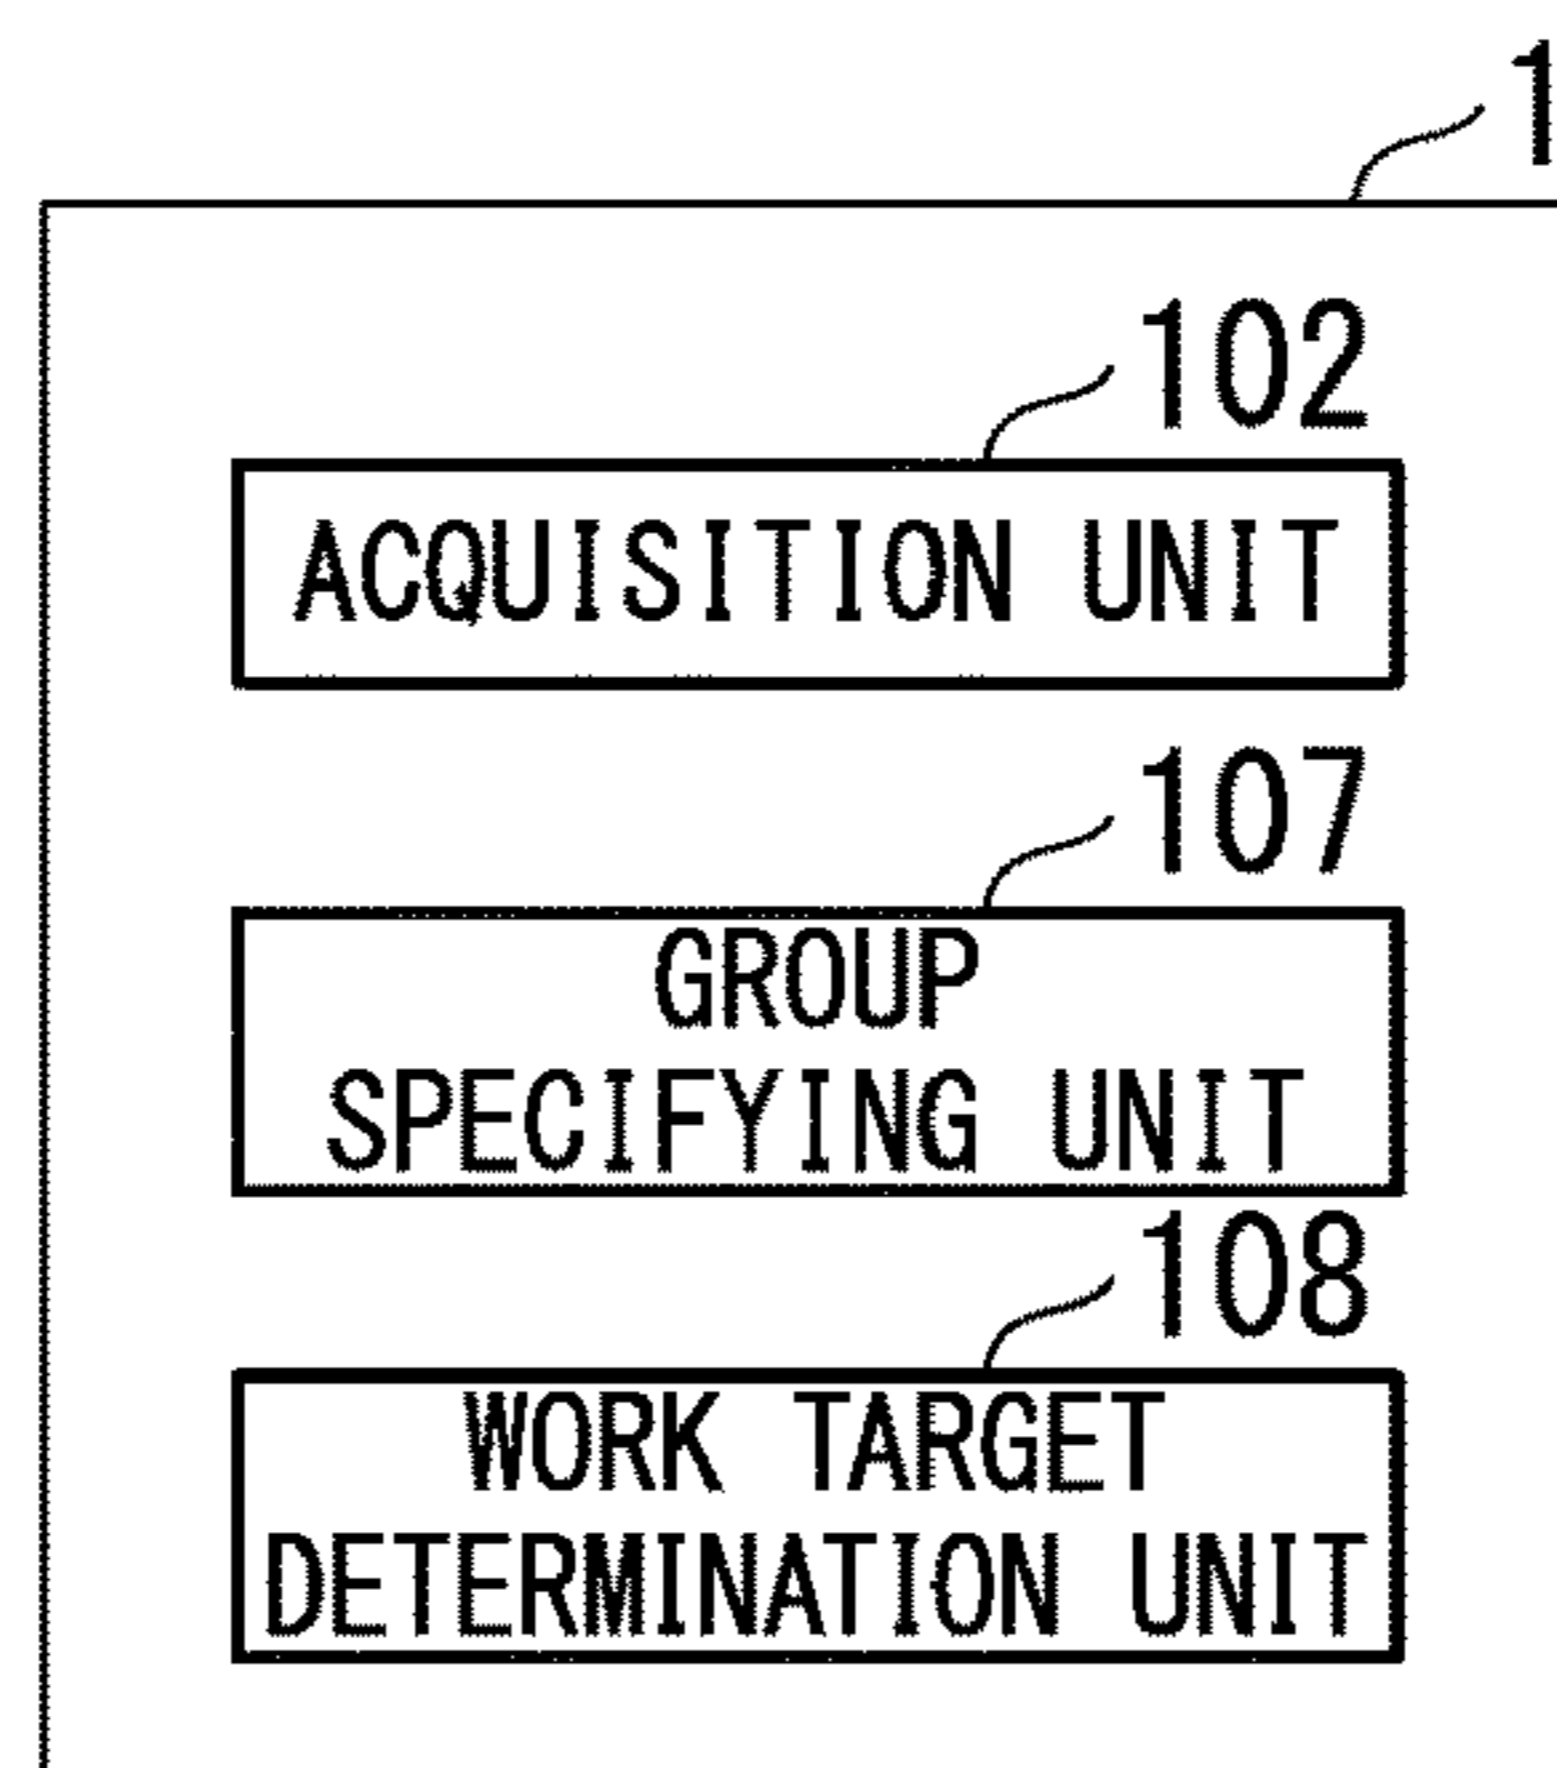 1
102
ACQUISITION UNIT
107
GROUP
SPECIFYING UNIT
108
WORK TARGET
DETERMINATION UNIT